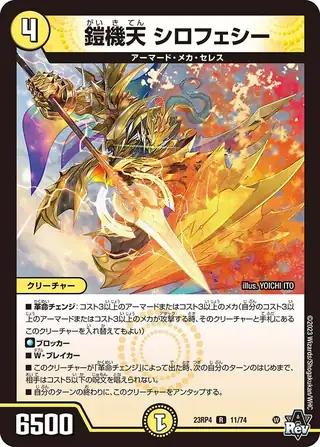 4
がいきてん
鎧機天 シロフェシー
アーマード・メカ・セレス
illus. YOICHI ITO
クリーチャー
■革命チェンジ:コスト3以上のアーマードまたはコスト3以上のメカ(自分のコスト3以
上のアーマードまたはコスト3以上のメカが攻撃する時、そのクリーチャーと手札にある
このクリーチャーを入れ替えてもよい)
ブロッカー
■W・ブレイカー
■このクリーチャーが「革命チェンジ」によって出た時、次の自分のターンのはじめまで、
相手はコスト5以下の呪文を唱えられない。
■自分のターンの終わりに、このクリーチャーをアンタップする。
©2023 Wizards/Shogakukan/WHC
23RP4 R 11/74
6500
1
Rev